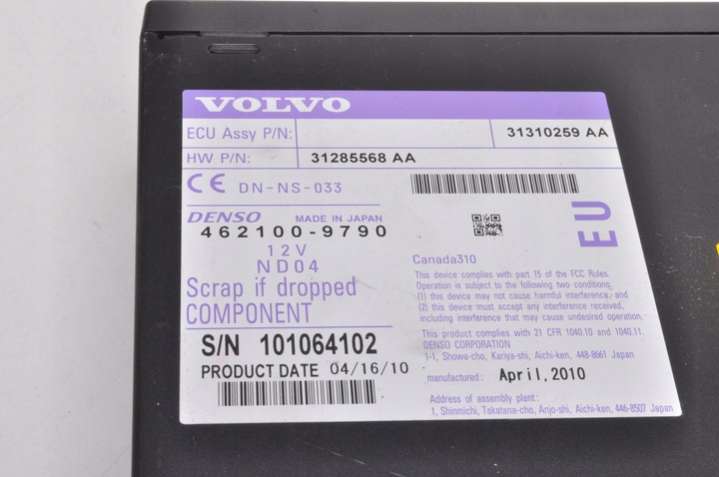 VOLVO
ECU Assy P/N: 31310259 AA
HW P/N: 31285568 AA
CE DN-NS-033
DENSO MADE IN JAPAN
462100-9790
12V
ND04
Scrap if dropped
COMPONENT
S/N 101064102
PRODUCT DATE 04/16/10
EU
Canada310
This device complies with part 15 of the FCC Rules.
Operation is subject to the following two conditions,
(1) this device may not cause harmful interference, and
(2) this device must accept any interference received,
including interference that may cause undesired operation.
This product complies with 21 CFR 1040.10 and 1040.11.
DENSO CORPORATION
1-1, Showa-cho, Kariya-shi, Aichi-ken, 448-8661 Japan
manufactured: April, 2010
Address of assembly plant:
1, Shinmichi, Takatana-cho, Anjo-shi, Aichi-ken, 446-8507 Japan